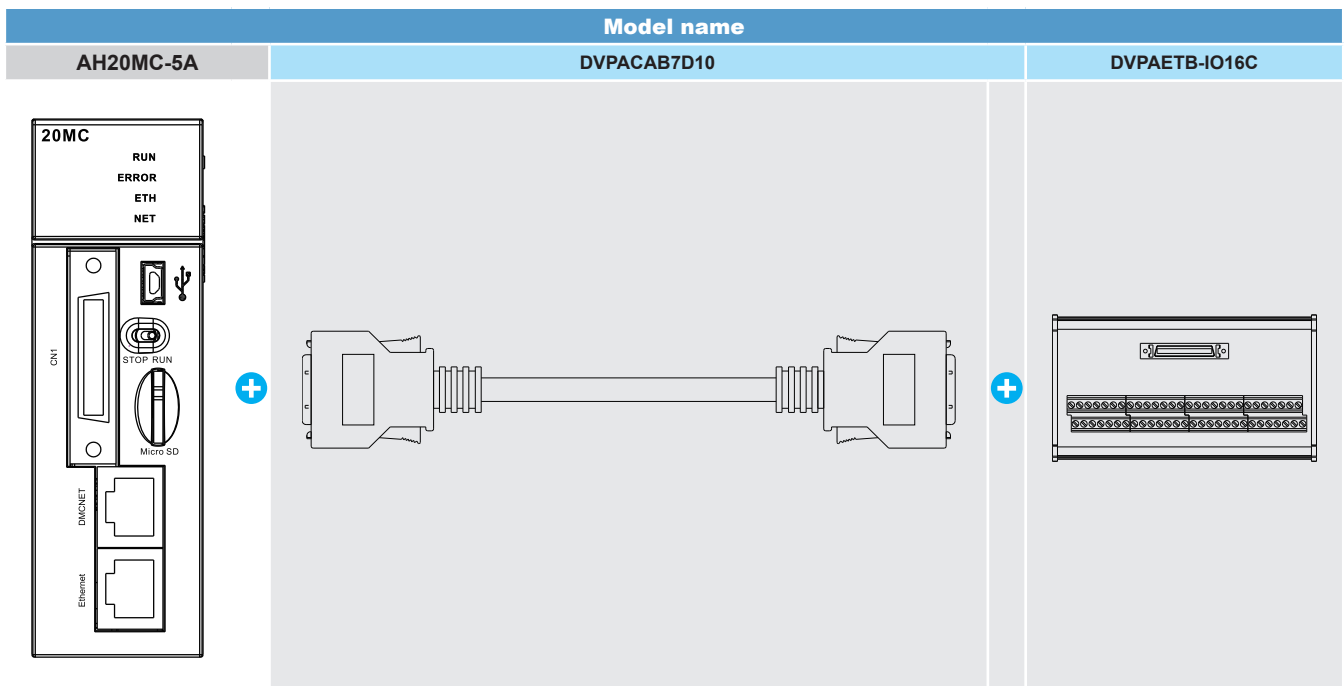 Model name
AH20MC-5A
DVPACAB7D10
DVPAETB-IO16C
20MC
RUN
ERROR
ETH
NET
CN1
STOP RUN
Micro SD
DMCNET
Ethernet